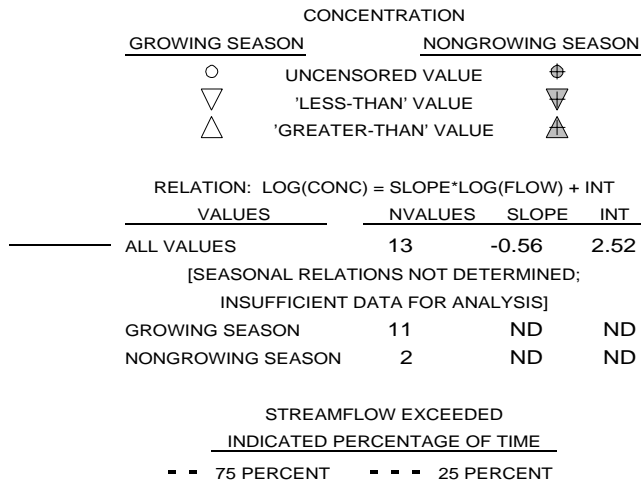 CONCENTRATION
GROWING SEASON NONGROWING SEASON
UNCENSORED VALUE
'LESS-THAN' VALUE
'GREATER-THAN' VALUE
RELATION: LOG(CONC) = SLOPE*LOG(FLOW) + INT
VALUES NVALUES SLOPE INT
ALL VALUES 13 -0.56 2.52
[SEASONAL RELATIONS NOT DETERMINED;
INSUFFICIENT DATA FOR ANALYSIS]
GROWING SEASON 11 ND ND
NONGROWING SEASON 2 ND ND
STREAMFLOW EXCEEDED
INDICATED PERCENTAGE OF TIME
75 PERCENT 25 PERCENT